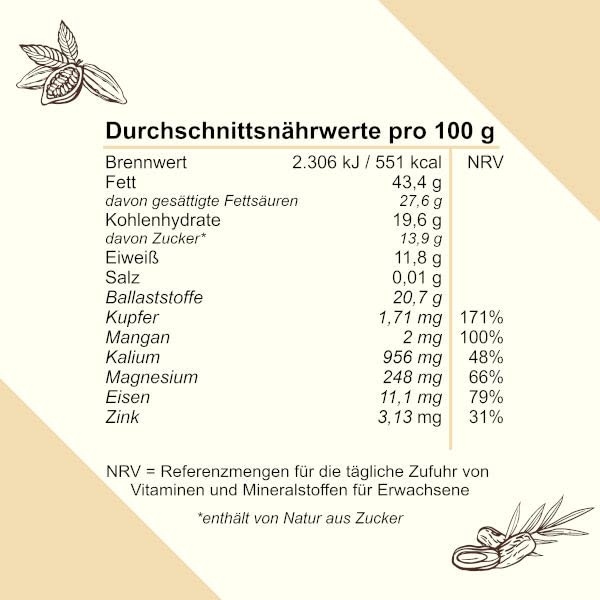 Durchschnittsnährwerte pro 100 g
Brennwert 2.306 kJ / 551 kcal NRV
Fett 43,4 g
davon gesättigte Fettsäuren 27,6 g
Kohlenhydrate 19,6 g
davon Zucker* 13,9 g
Eiweiß 11,8 g
Salz 0,01 g
Ballaststoffe 20,7 g
Kupfer 1,71 mg 171%
Mangan 2 mg 100%
Kalium 956 mg 48%
Magnesium 248 mg 66%
Eisen 11,1 mg 79%
Zink 3,13 mg 31%
NRV = Referenzmengen für die tägliche Zufuhr von
Vitaminen und Mineralstoffen für Erwachsene
*enthält von Natur aus Zucker